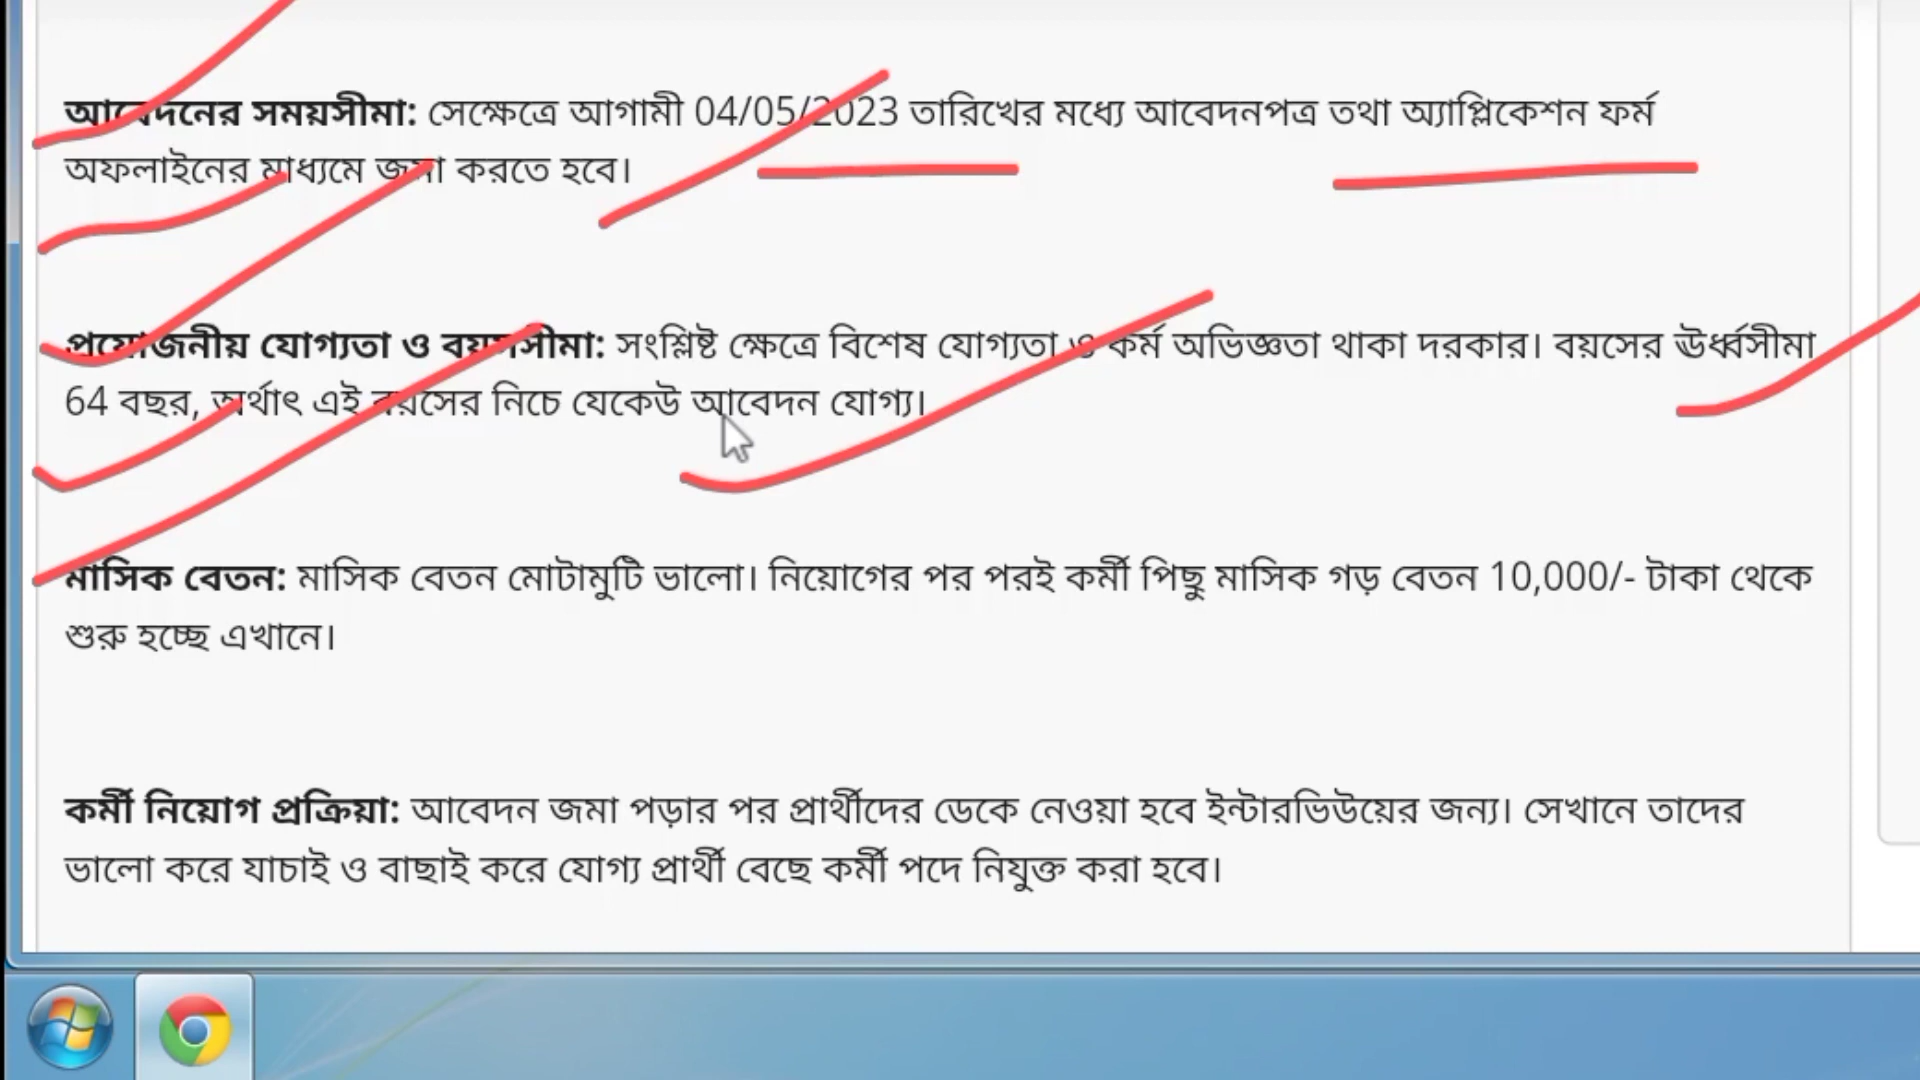 আবেদনের সময়সীমা: সেক্ষেত্রে আগামী 04/05/2023 তারিখের মধ্যে আবেদনপত্র তথা অ্যাপ্লিকেশন ফর্ম
অফলাইনের মাধ্যমে জমা করতে হবে।
প্রয়োজনীয় যোগ্যতা ও বয়সসীমা: সংশ্লিষ্ট ক্ষেত্রে বিশেষ যোগ্যতা ও কর্ম অভিজ্ঞতা থাকা দরকার। বয়সের ঊর্ধ্বসীমা
64 বছর, অর্থাৎ এই বয়সের নিচে যেকেউ আবেদন যোগ্য।
মাসিক বেতন: মাসিক বেতন মোটামুটি ভালো। নিয়োগের পর পরই কর্মী পিছু মাসিক গড় বেতন 10,000/- টাকা থেকে
শুরু হচ্ছে এখানে।
কর্মী নিয়োগ প্রক্রিয়া: আবেদন জমা পড়ার পর প্রার্থীদের ডেকে নেওয়া হবে ইন্টারভিউয়ের জন্য। সেখানে তাদের
ভালো করে যাচাই ও বাছাই করে যোগ্য প্রার্থী বেছে কর্মী পদে নিযুক্ত করা হবে।